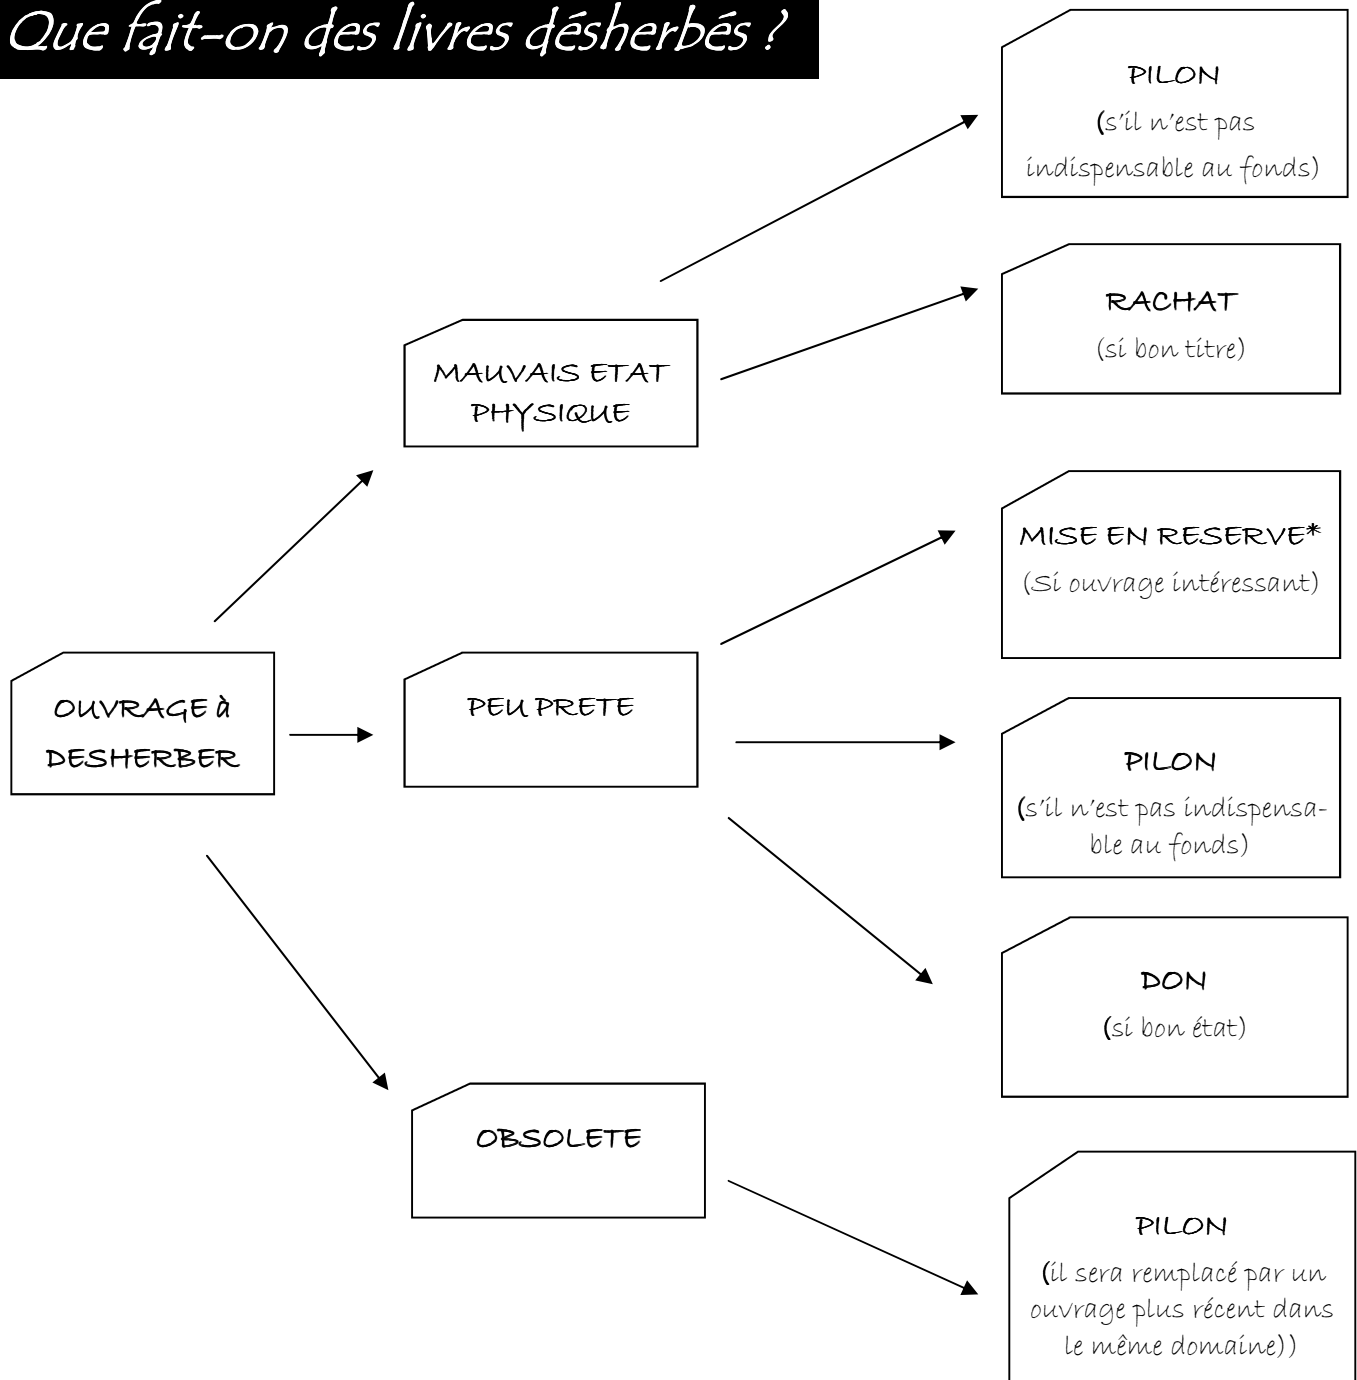 Que fait-on des livres désherbés ?
PILON
(s'il n'est pas
indispensable au fonds)
RACHAT
(si bon titre)
MAUVAIS ETAT
PHYSIQUE
MISE EN RESERVE*
(Si ouvrage intéressant)
OUVRAGE à
DESHERBER
PEU PRETE
PILON
(s'il n'est pas indispensa-
ble au fonds)
DON
(si bon état)
OBSOLETE
PILON
(il sera remplacé par un
ouvrage plus récent dans
le même domaine))